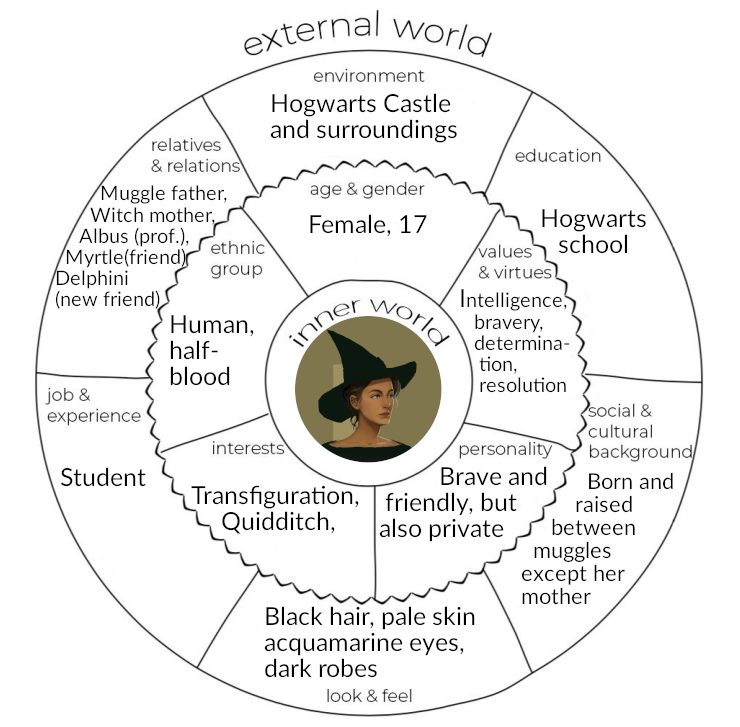 external world
environment
Hogwarts Castle
and surroundings
relatives
& relations
Muggle father,
Witch mother,
Albus (prof.),
Myrtle(friend)
Delphini
(new friend)
education
Hogwarts
school
age & gender
Female, 17
ethnic
group
Human,
half-
blood
values
& virtues
Intelligence,
bravery,
determina-
tion,
resolution
inner world
job &
experience
Student
social &
cultural
background
Born and
raised
between
muggles
except her
mother
interests
Transfiguration,
Quidditch,
personality
Brave and
friendly, but
also private
Black hair, pale skin
acquamarine eyes,
dark robes
look & feel